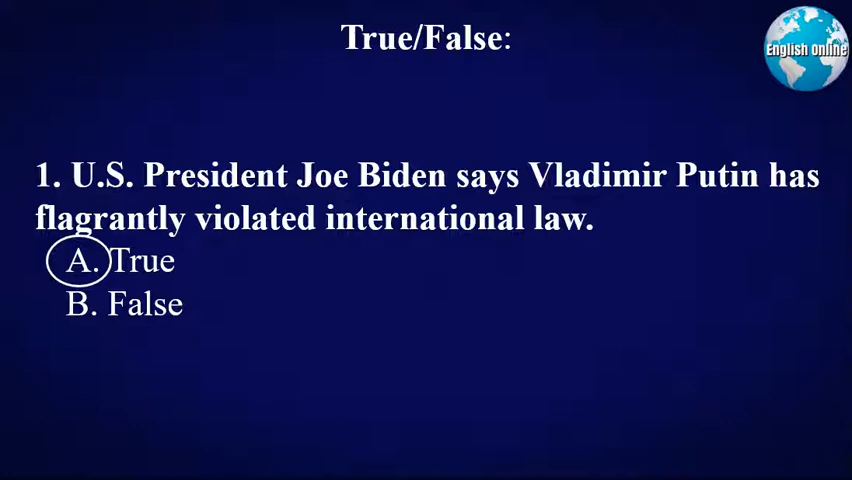 True/False:
English Online
1. U.S. President Joe Biden says Vladimir Putin has
flagrantly violated international law.
A. True
B. False